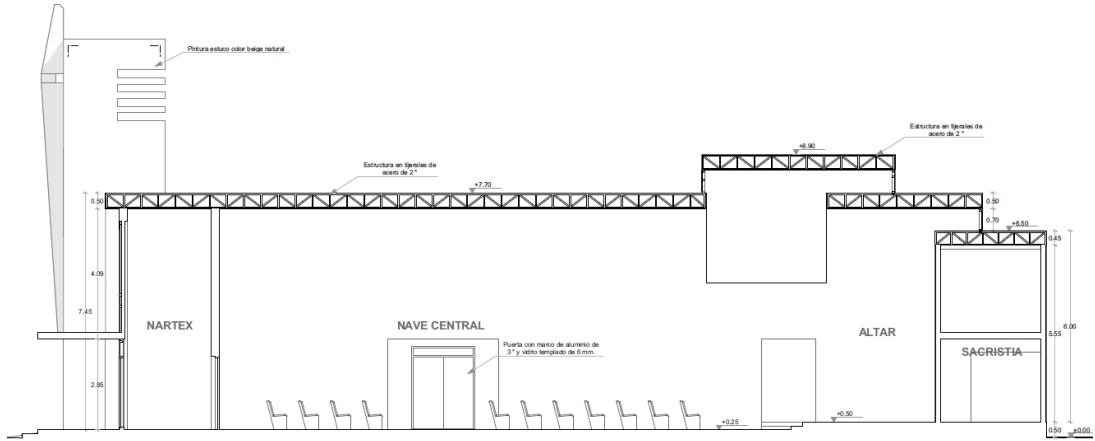 Pintura estuco color beige natural
Estructura en tijerales de
acero de 2 "
+8.90
Estructura en tijerales de
acero de 2 "
+7.70
0.50
0.50
0.70
+6.50
0.45
4.09
7.45
NARTEX
NAVE CENTRAL
ALTAR
6.00
5.55
Puerta con marco de aluminio de
3 " y vidrio templado de 6 mm.
SACRISTIA
2.85
+0.25
+0.50
0.50
±0.00